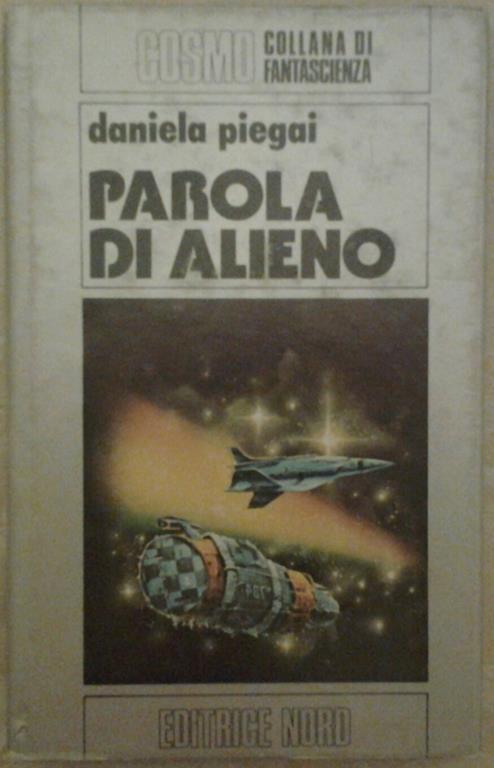 COSMO COLLANA DI
FANTASCIENZA
daniela piegai
PAROLA
DI ALIENO
EDITRICE NORD